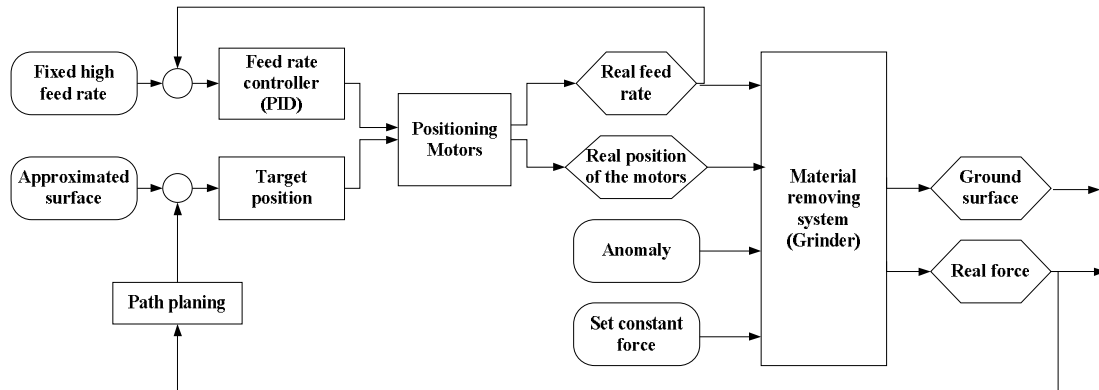 Fixed high
feed rate
Feed rate
controller
(PID)
Positioning
Motors
Real feed
rate
Approximated
surface
Target
position
Real position
of the motors
Material
removing
system
(Grinder)
Ground
surface
Anomaly
Real force
Path planing
Set constant
force